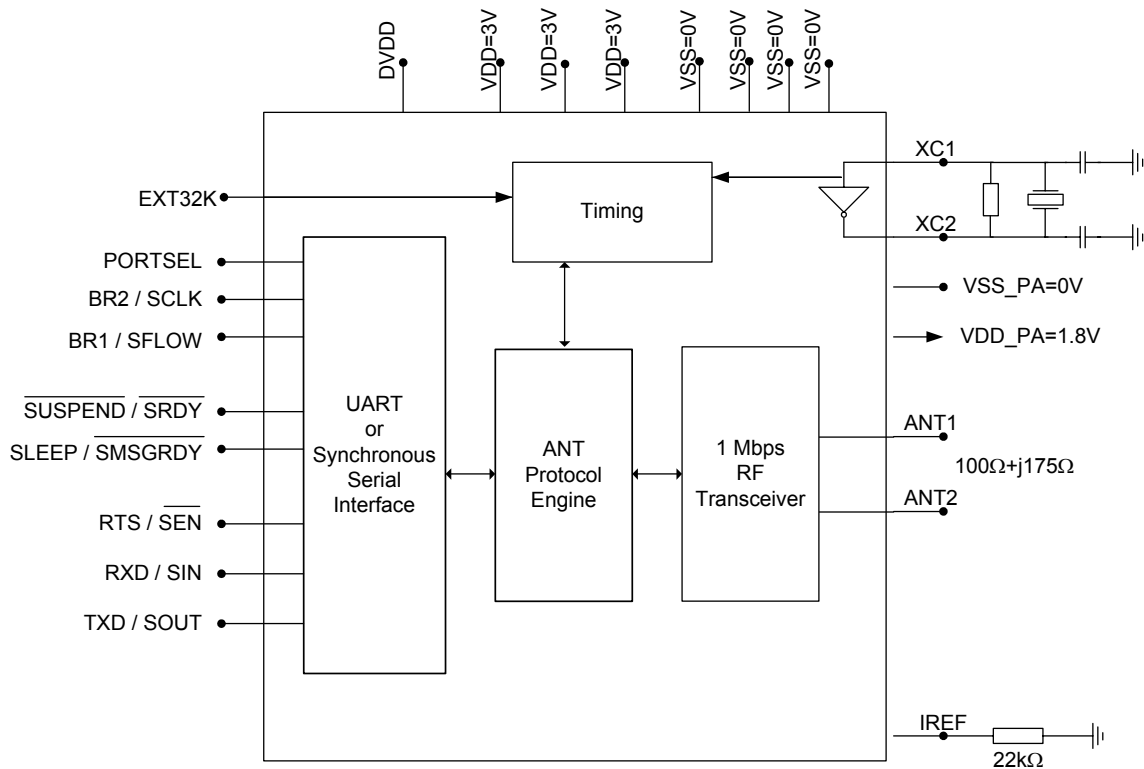 DVDD
VDD=3V
VDD=3V
VDD=3V
VSS=0V
VSS=0V
VSS=0V
VSS=0V
XC1
EXT32K
Timing
XC2
PORTSEL
BR2 / SCLK
VSS_PA=0V
BR1 / SFLOW
VDD_PA=1.8V
SUSPEND / SRDY
SLEEP / SMSGRDY
RTS / SEN
RXD / SIN
TXD / SOUT
UART
or
Synchronous
Serial
Interface
ANT
Protocol
Engine
1 Mbps
RF
Transceiver
ANT1
100Ω+j175Ω
ANT2
IREF
22kΩ